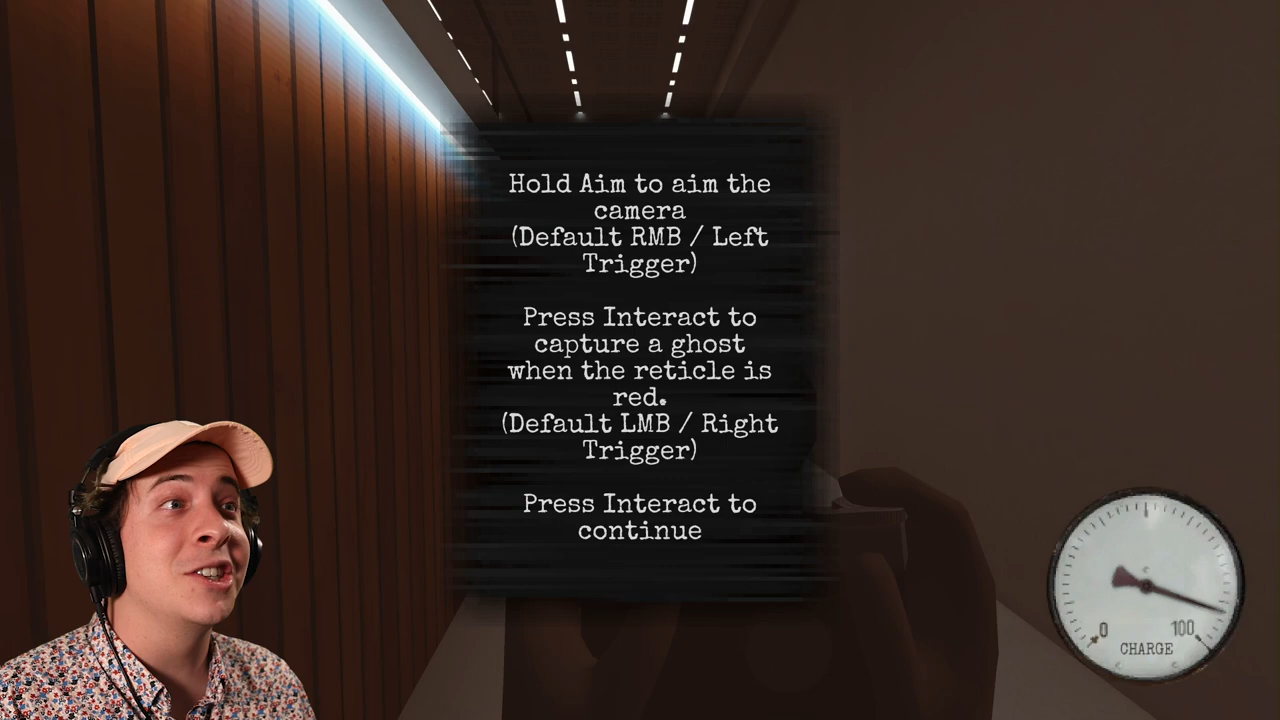 Hold Aim to aim the
camera
(Default RMB / Left
Trigger)
Press Interact to
capture a ghost
when the reticle is
red.
(Default LMB / Right
Trigger)
Press Interact to
continue
0
100
CHARGE